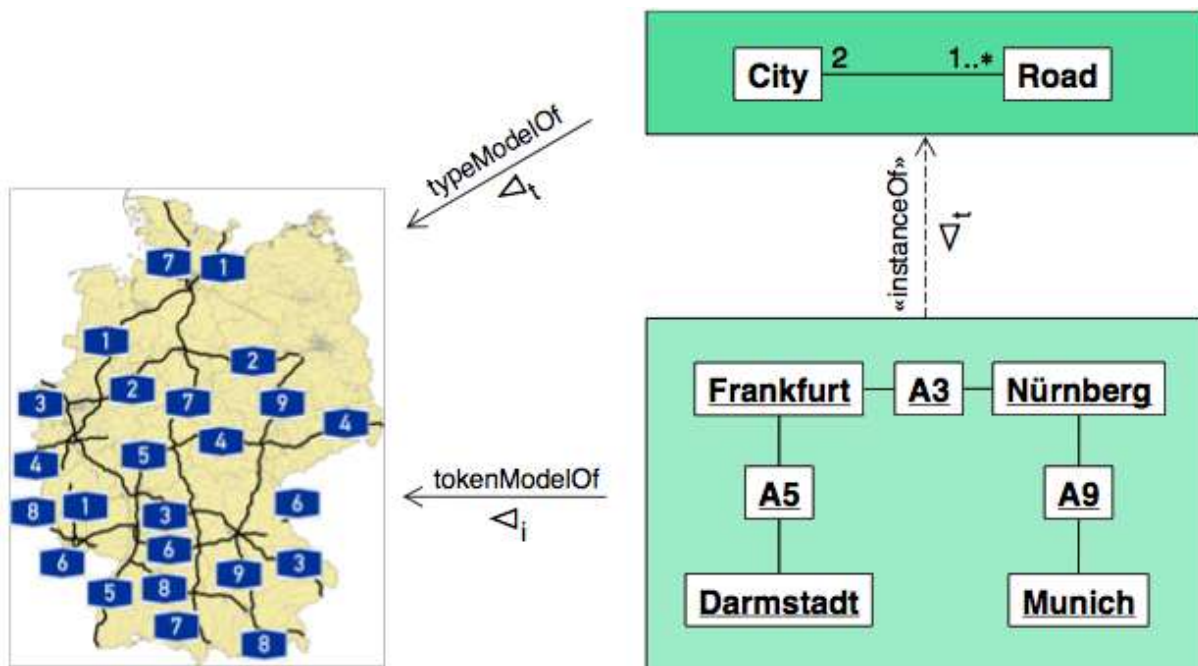 City 2 1..* Road
typeModelOf
◁t
«instanceOf»
◁t
7 1
1
2
2
3 7 9
4
4
5
4
8 1 3 6
6
6
3
9
5 8
7
8
Frankfurt A3 Nürnberg
tokenModelOf
◁i
A5 A9
Darmstadt Munich